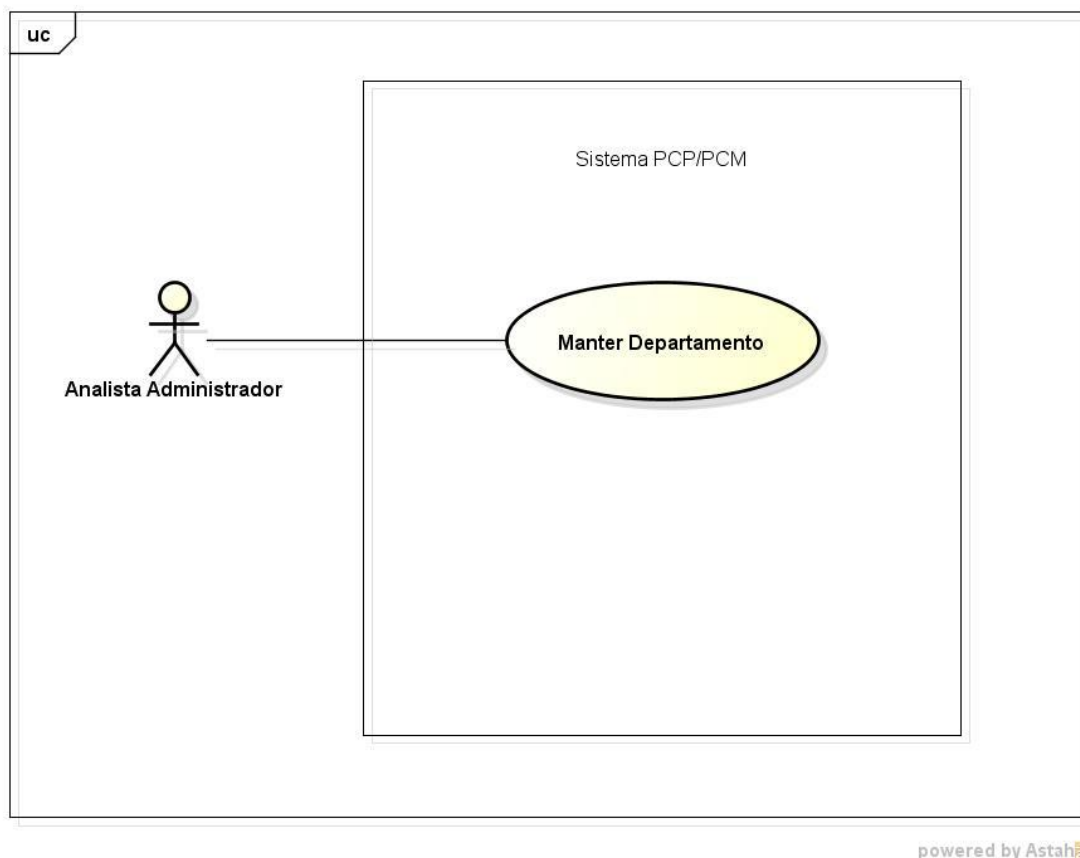 uc
Sistema PCP/PCM
Manter Departamento
Analista Administrador
powered by Astah